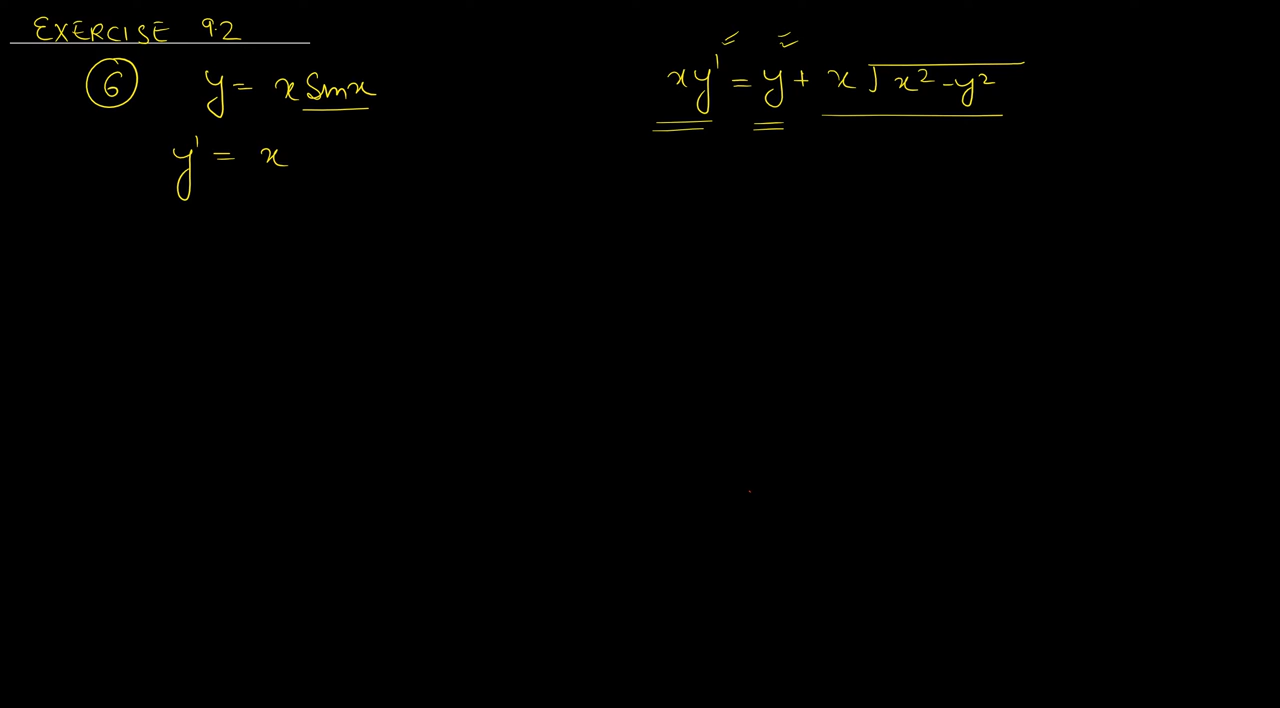 EXERCISE 9.2
6 y = x Sinx
xy' = y + x √x² - y²
y' = x